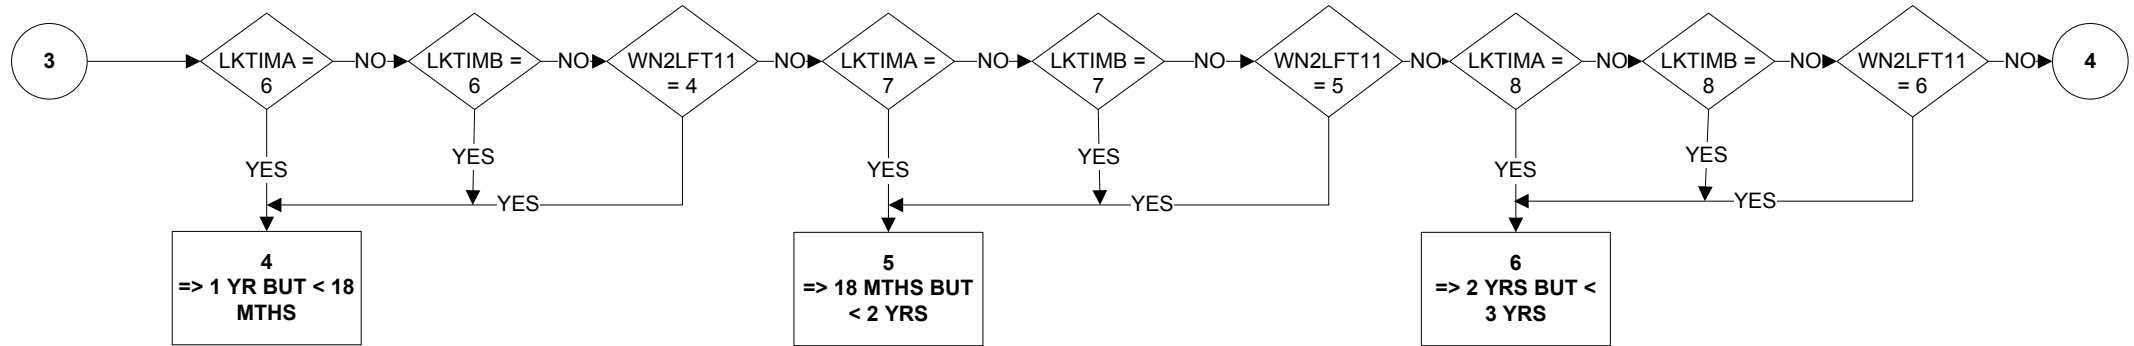 3
LKTIMA =
6
NO
LKTIMB =
6
NO
WN2LFT11
= 4
NO
LKTIMA =
7
NO
LKTIMB =
7
NO
WN2LFT11
= 5
NO
LKTIMA =
8
NO
LKTIMB =
8
NO
WN2LFT11
= 6
NO
4
YES
YES
YES
YES
YES
YES
YES
YES
YES
4
=> 1 YR BUT < 18
MTHS
5
=> 18 MTHS BUT
< 2 YRS
6
=> 2 YRS BUT <
3 YRS